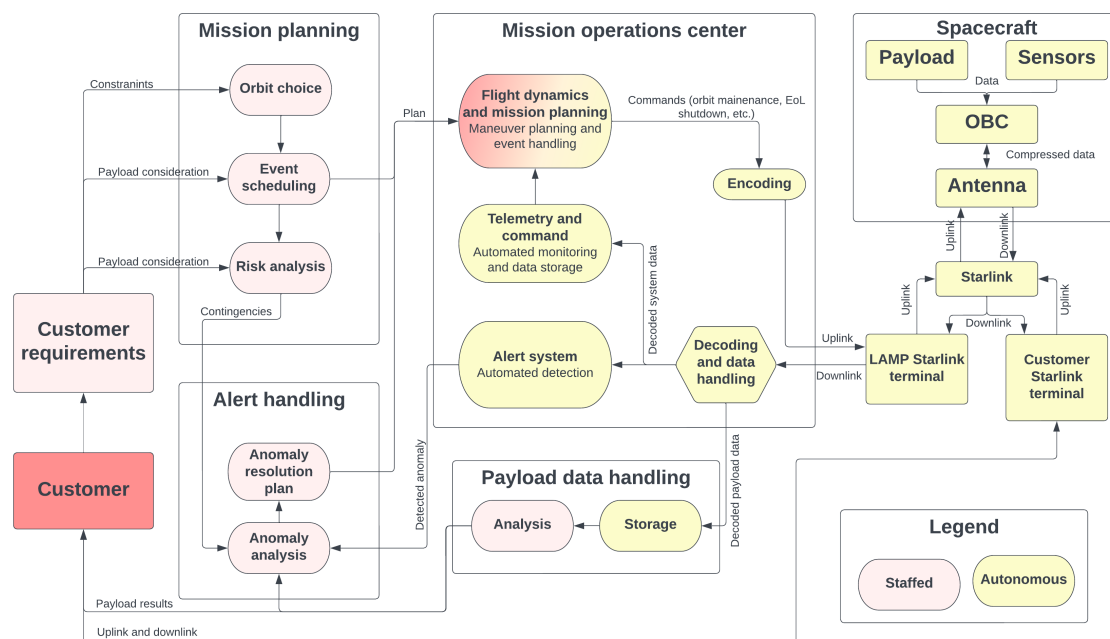 Mission planning
Constranints
Orbit choice
Payload consideration
Event
scheduling
Payload consideration
Risk analysis
Contingencies
Customer
requirements
Customer
Alert handling
Anomaly
resolution
plan
Anomaly
analysis
Payload results
Uplink and downlink
Plan
Mission operations center
Flight dynamics
and mission planning
Maneuver planning and
event handling
Commands (orbit mainenance, EoL
shutdown, etc.)
Encoding
Telemetry and
command
Automated monitoring
and data storage
Decoded system data
Alert system
Automated detection
Decoding
and data
handling
Detected anomaly
Decoded payload data
Payload data handling
Analysis
Storage
Spacecraft
Payload
Sensors
Data
OBC
Compressed data
Antenna
Uplink
Downlink
Starlink
Uplink
Downlink
Uplink
Uplink
Downlink
LAMP Starlink
terminal
Customer
Starlink
terminal
Legend
Staffed
Autonomous